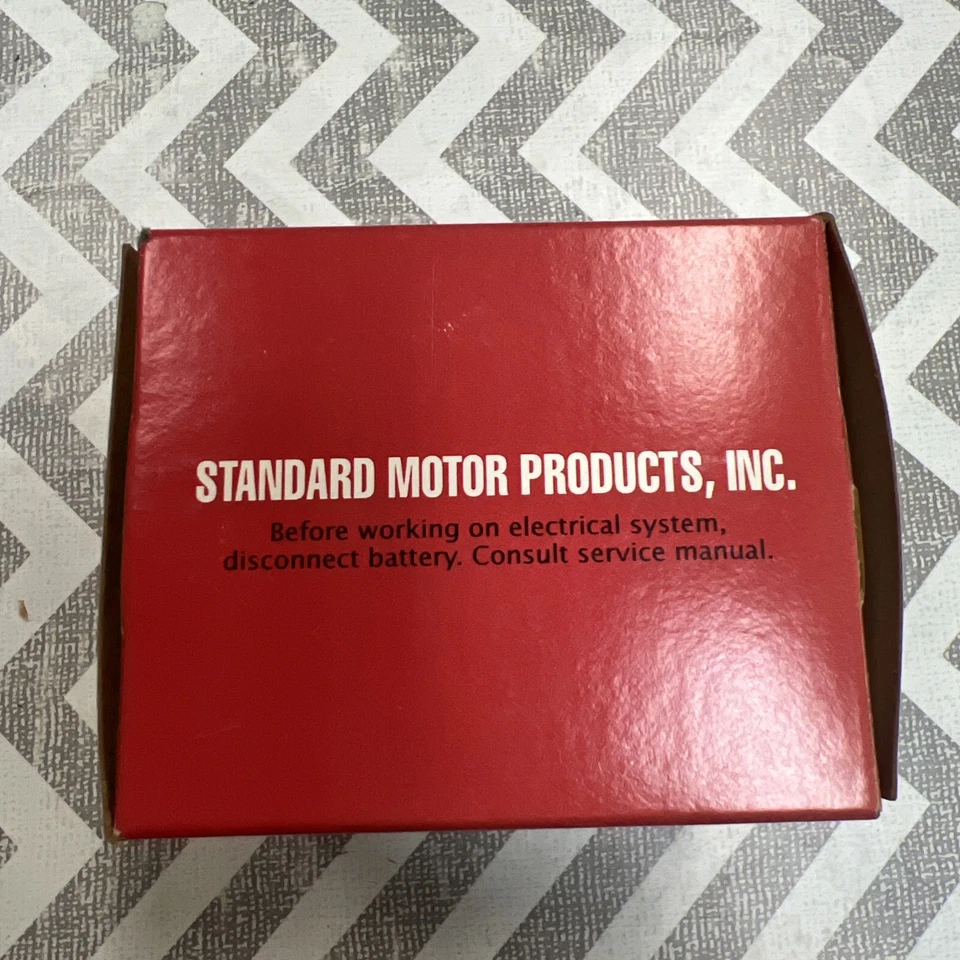 STANDARD MOTOR PRODUCTS, INC.
Before working on electrical system,
disconnect battery. Consult service manual.